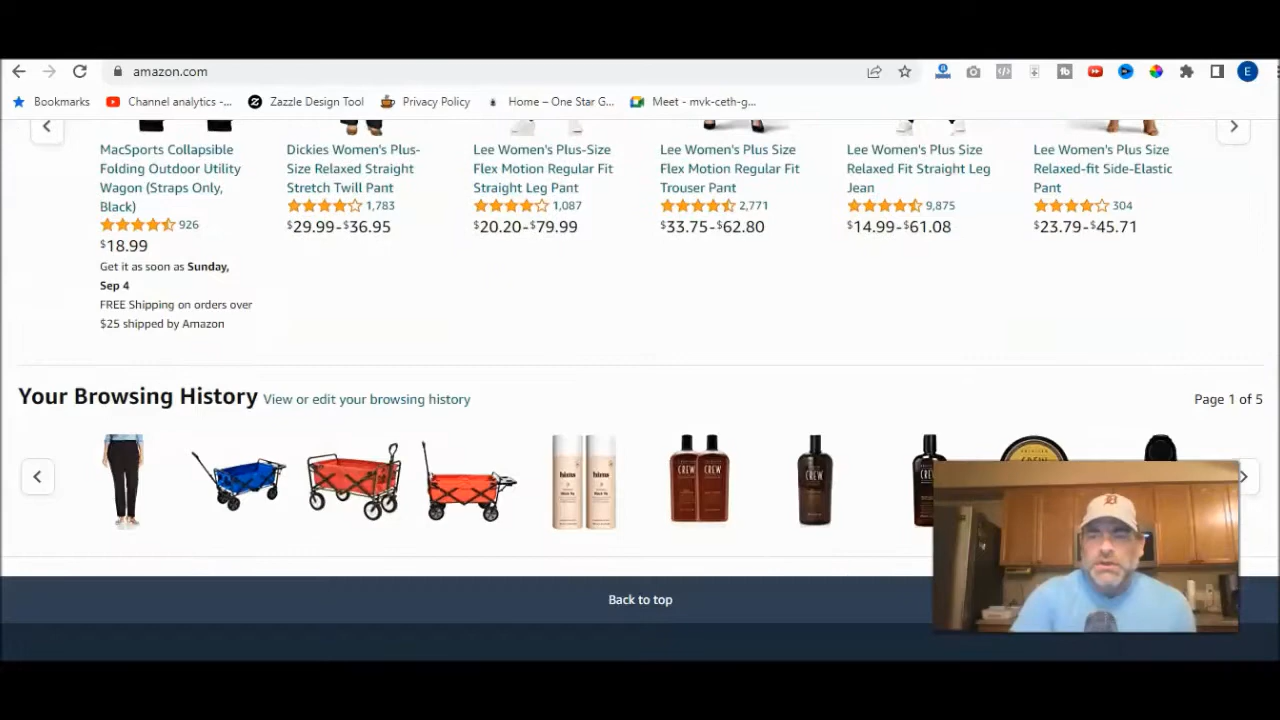 amazon.com
E
Bookmarks
Channel analytics -...
Zazzle Design Tool
Privacy Policy
Home – One Star G...
Meet - mvk-ceth-g...
MacSports Collapsible
Folding Outdoor Utility
Wagon (Straps Only,
Black)
926
$18.99
Get it as soon as Sunday,
Sep 4
FREE Shipping on orders over
$25 shipped by Amazon
Dickies Women's Plus-
Size Relaxed Straight
Stretch Twill Pant
1,783
$29.99-$36.95
Lee Women's Plus-Size
Flex Motion Regular Fit
Straight Leg Pant
1,087
$20.20-$79.99
Lee Women's Plus Size
Flex Motion Regular Fit
Trouser Pant
2,771
$33.75-$62.80
Lee Women's Plus Size
Relaxed Fit Straight Leg
Jean
9,875
$14.99-$61.08
Lee Women's Plus Size
Relaxed-fit Side-Elastic
Pant
304
$23.79-$45.71
Your Browsing History View or edit your browsing history
Page 1 of 5
hims hims
CREW CREW
CREW
CREW
Back to top